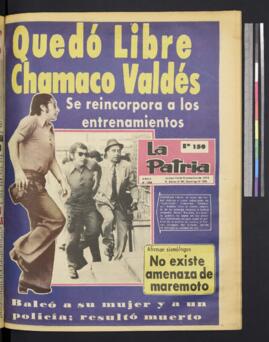 Quedó Libre
Chamaco Valdés
Se reincorpora a los
entrenamientos
Eº 150
La
Patria
Afirman sismólogos
No existe
amenaza de
maremoto
Baleó a su mujer y a un
policía; resultó muerto